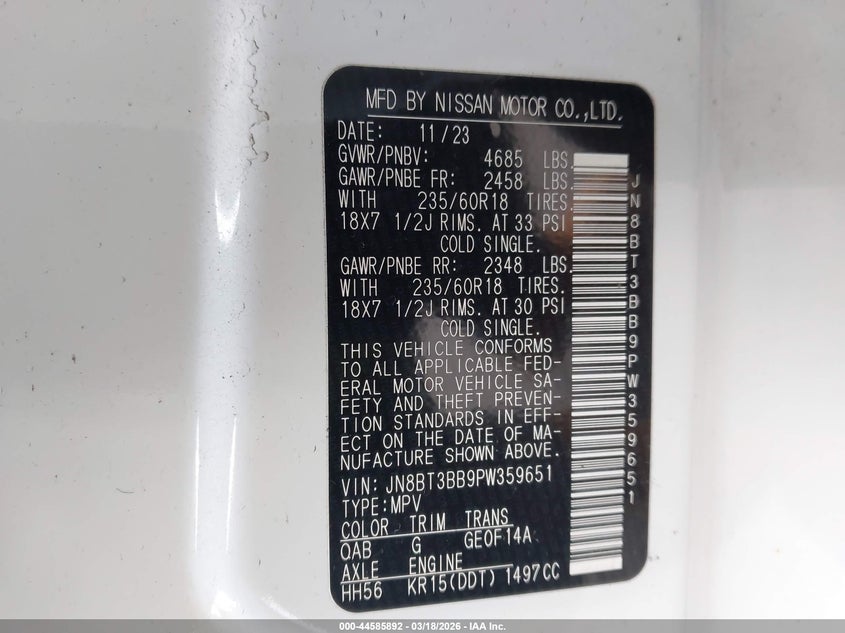 MFD BY NISSAN MOTOR CO.,LTD.
DATE: 11/23
GVWR/PNBV: 4685 LBS.
GAWR/PNBE FR: 2458 LBS.
WITH 235/60R18 TIRES.
18X7 1/2J RIMS. AT 33 PSI
COLD SINGLE.
GAWR/PNBE RR: 2348 LBS.
WITH 235/60R18 TIRES.
18X7 1/2J RIMS. AT 30 PSI
COLD SINGLE.
THIS VEHICLE CONFORMS
TO ALL APPLICABLE FED-
ERAL MOTOR VEHICLE SA-
FETY AND THEFT PREVEN-
TION STANDARDS IN EFF-
ECT ON THE DATE OF MA-
NUFACTURE SHOWN ABOVE.
VIN: JN8BT3BB9PW359651
TYPE:MPV
COLOR TRIM TRANS
QAB G GE0F14A
AXLE ENGINE
HH56 KR15(DDT) 1497CC
JN8BT3BB9PW359651
000-44585892 - 03/18/2026 - IAA Inc.